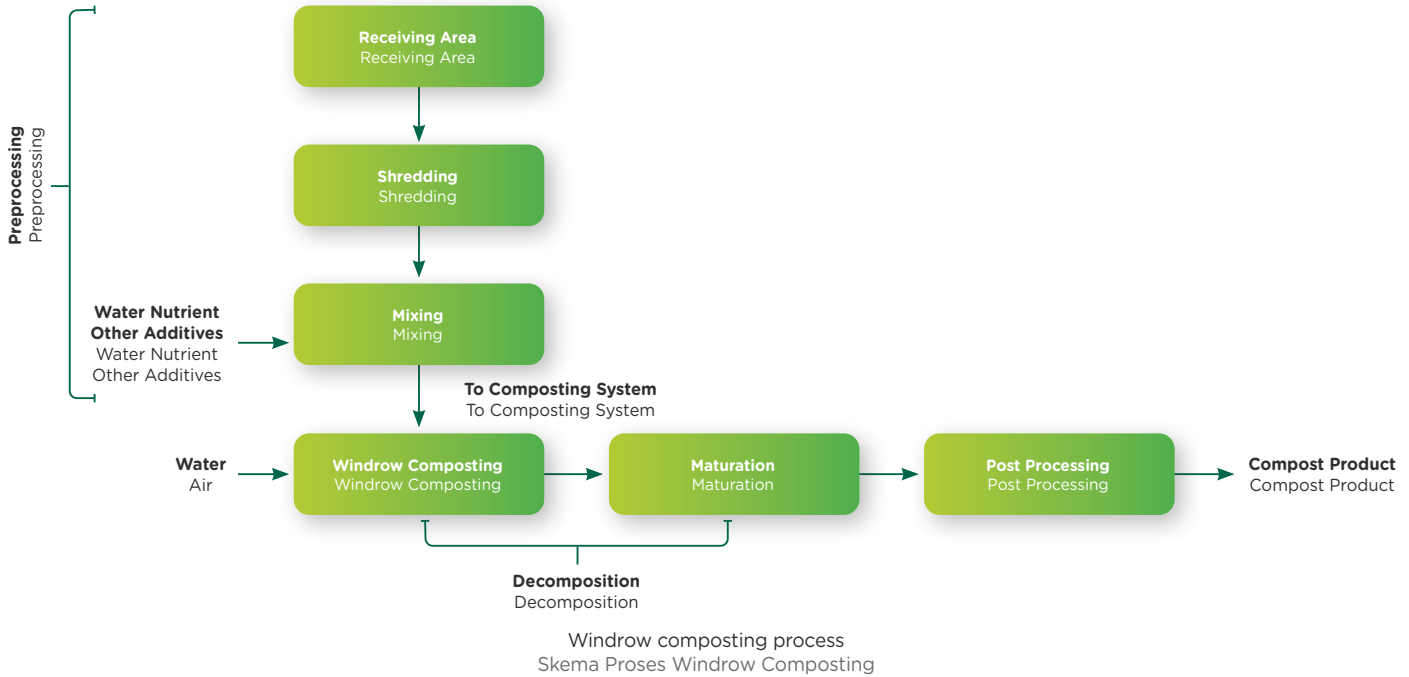 Receiving Area
Receiving Area
Preprocessing
Preprocessing
Shredding
Shredding
Water Nutrient
Other Additives
Water Nutrient
Other Additives
Mixing
Mixing
To Composting System
To Composting System
Water
Air
Windrow Composting
Windrow Composting
Maturation
Maturation
Post Processing
Post Processing
Compost Product
Compost Product
Decomposition
Decomposition
Windrow composting process
Skema Proses Windrow Composting